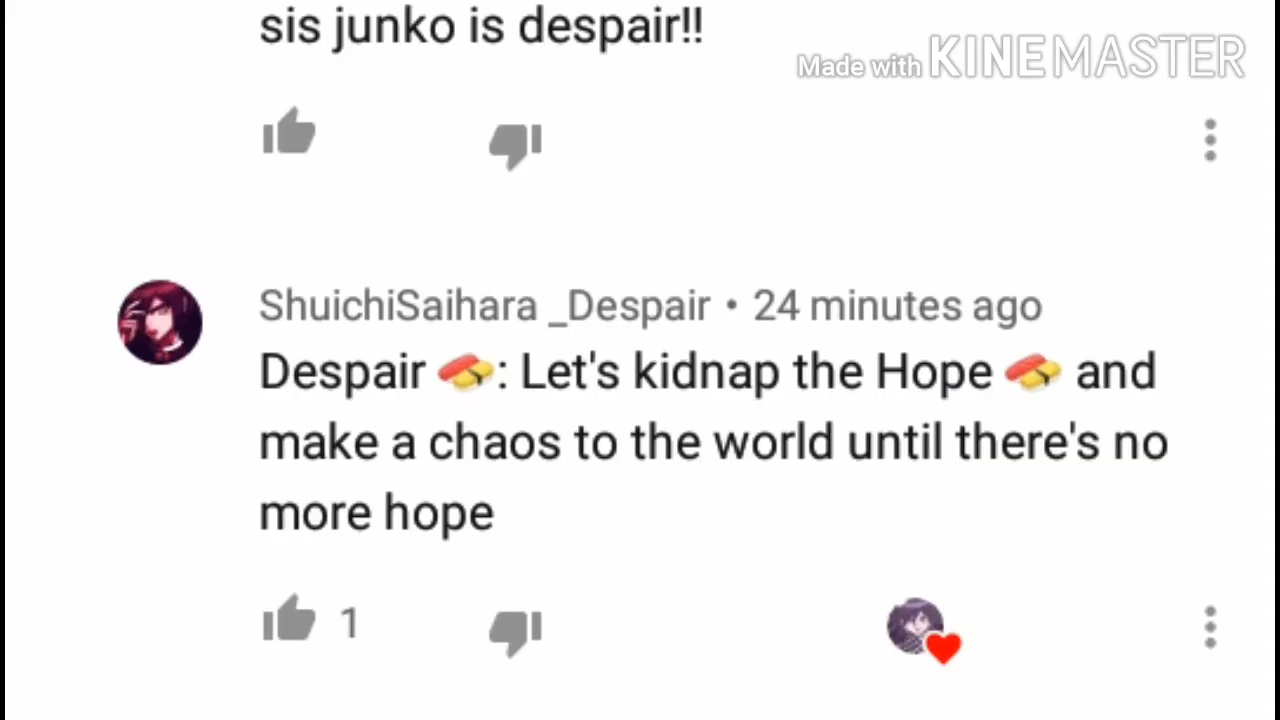 sis junko is despair!!
Made with KINEMASTER
ShuichiSaihara _Despair • 24 minutes ago
Despair 🍣: Let's kidnap the Hope 🍣 and
make a chaos to the world until there's no
more hope
1